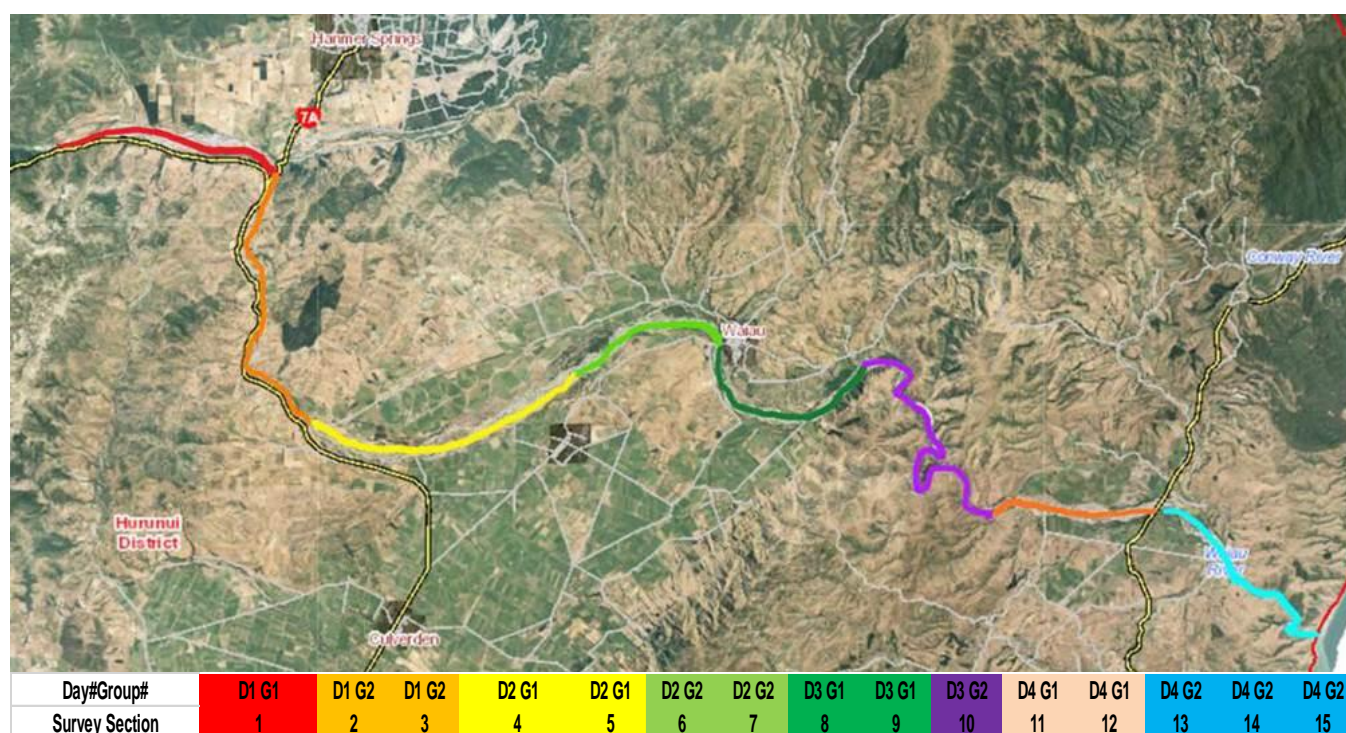 Hanmer Springs
7A
Conway River
Waiau
Hurunui
District
Waiau
River
Culverden
Day#Group# D1 G1 D1 G2 D1 G2 D2 G1 D2 G1 D2 G2 D2 G2 D3 G1 D3 G1 D3 G2 D4 G1 D4 G1 D4 G2 D4 G2 D4 G2
Survey Section 1 2 3 4 5 6 7 8 9 10 11 12 13 14 15